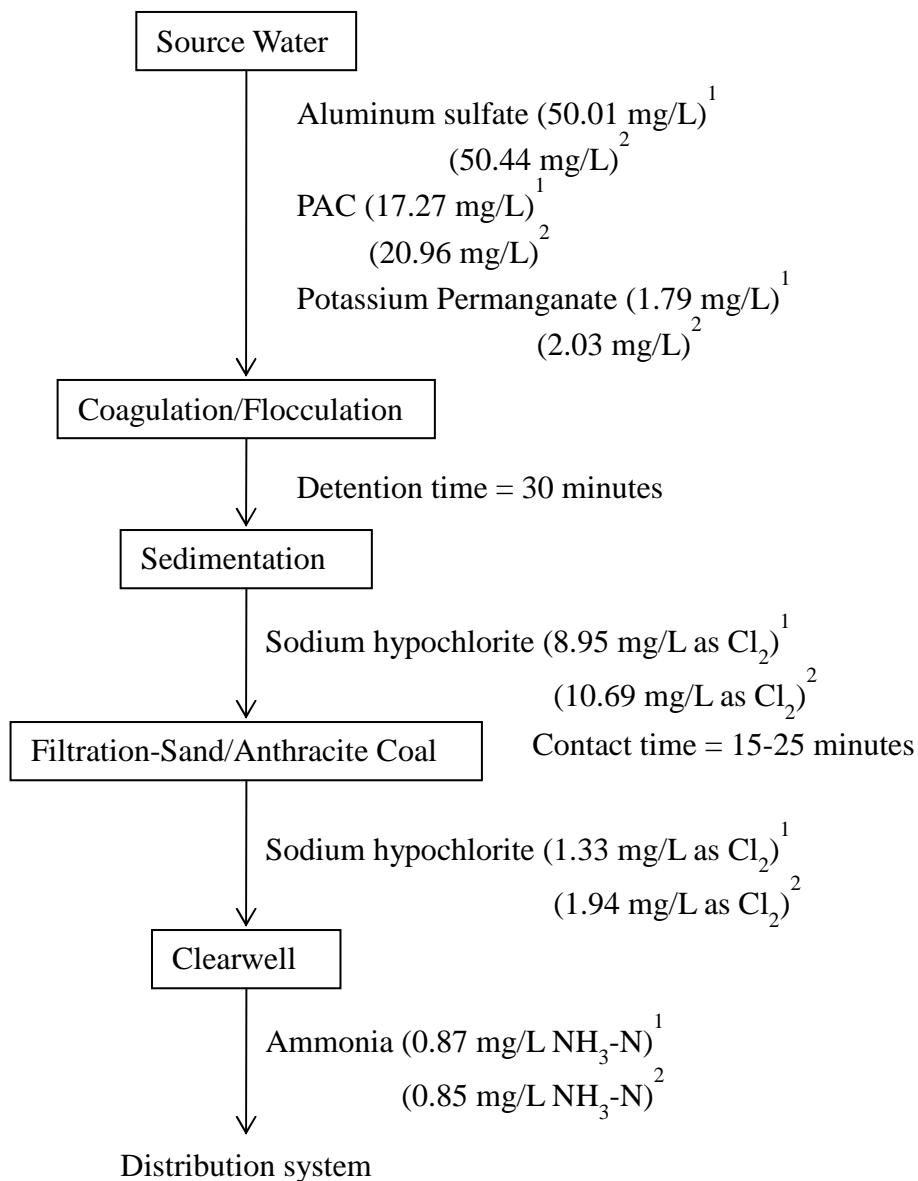 Source Water
Aluminum sulfate (50.01 mg/L)¹
(50.44 mg/L)²
PAC (17.27 mg/L)¹
(20.96 mg/L)²
Potassium Permanganate (1.79 mg/L)¹
(2.03 mg/L)²
Coagulation/Flocculation
Detention time = 30 minutes
Sedimentation
Sodium hypochlorite (8.95 mg/L as Cl₂)¹
(10.69 mg/L as Cl₂)²
Filtration-Sand/Anthracite Coal
Contact time = 15-25 minutes
Sodium hypochlorite (1.33 mg/L as Cl₂)¹
(1.94 mg/L as Cl₂)²
Clearwell
Ammonia (0.87 mg/L NH₃-N)¹
(0.85 mg/L NH₃-N)²
Distribution system